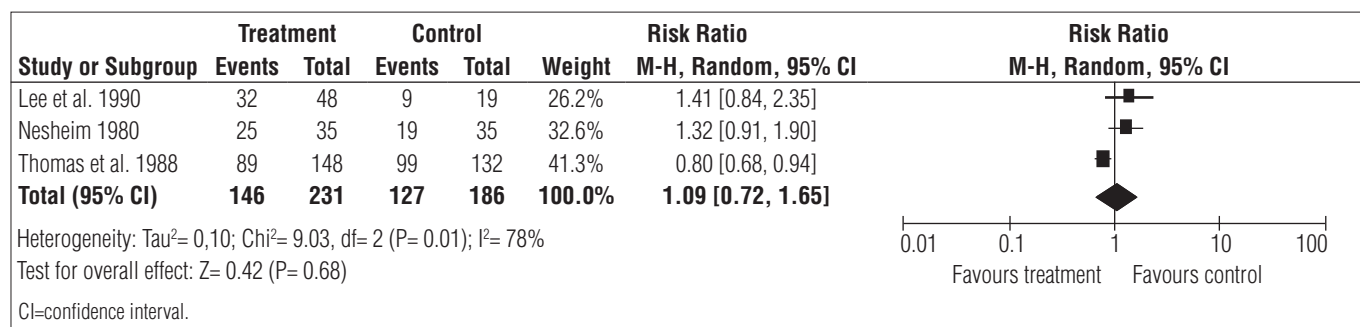 Treatment Control Risk Ratio Risk Ratio
Study or Subgroup Events Total Events Total Weight M-H, Random, 95% CI M-H, Random, 95% CI
Lee et al. 1990 32 48 9 19 26.2% 1.41 [0.84, 2.35]
Nesheim 1980 25 35 19 35 32.6% 1.32 [0.91, 1.90]
Thomas et al. 1988 89 148 99 132 41.3% 0.80 [0.68, 0.94]
Total (95% CI) 146 231 127 186 100.0% 1.09 [0.72, 1.65]
Heterogeneity: Tau²= 0,10; Chi²= 9.03, df= 2 (P= 0.01); I²= 78%
Test for overall effect: Z= 0.42 (P= 0.68)
0.01 0.1 1 10 100
Favours treatment Favours control
CI=confidence interval.